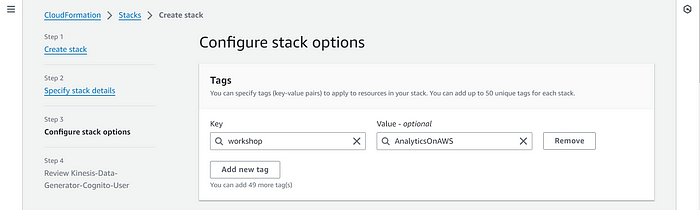 CloudFormation > Stacks > Create stack
Step 1
Create stack
Step 2
Specify stack details
Step 3
Configure stack options
Step 4
Review Kinesis-Data-
Generator-Cognito-User
Configure stack options
Tags
You can specify tags (key-value pairs) to apply to resources in your stack. You can add up to 50 unique tags for each stack.
Key
Value - optional
workshop
AnalyticsOnAWS
Remove
Add new tag
You can add 49 more tag(s)